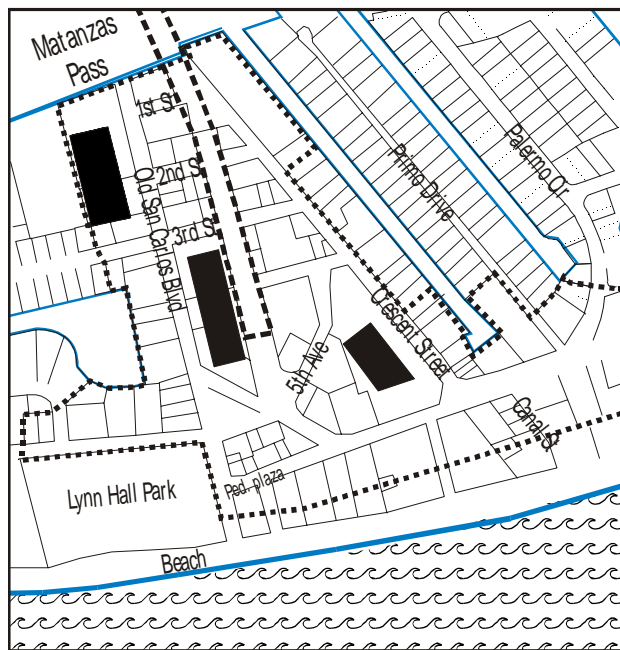 Matanzas
Pass
1st St
2nd St
3rd St
Old San Carlos Blvd
Primo Drive
Palermo Cir
Crescent Street
5th Ave
Canal St
Ped. plaza
Lynn Hall Park
Beach